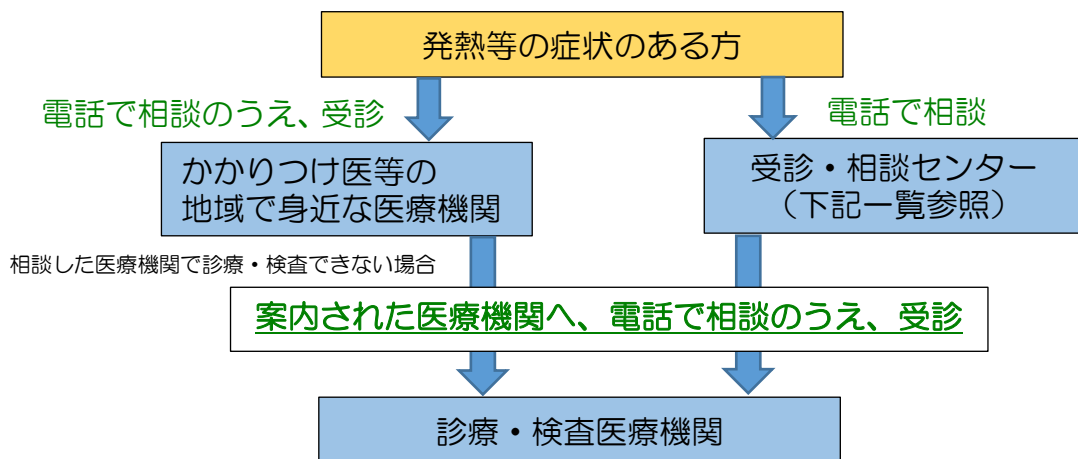 発熱等の症状のある方
電話で相談のうえ、受診
電話で相談
かかりつけ医等の
地域で身近な医療機関
受診・相談センター
（下記一覧参照）
相談した医療機関で診療・検査できない場合
案内された医療機関へ、電話で相談のうえ、受診
診療・検査医療機関